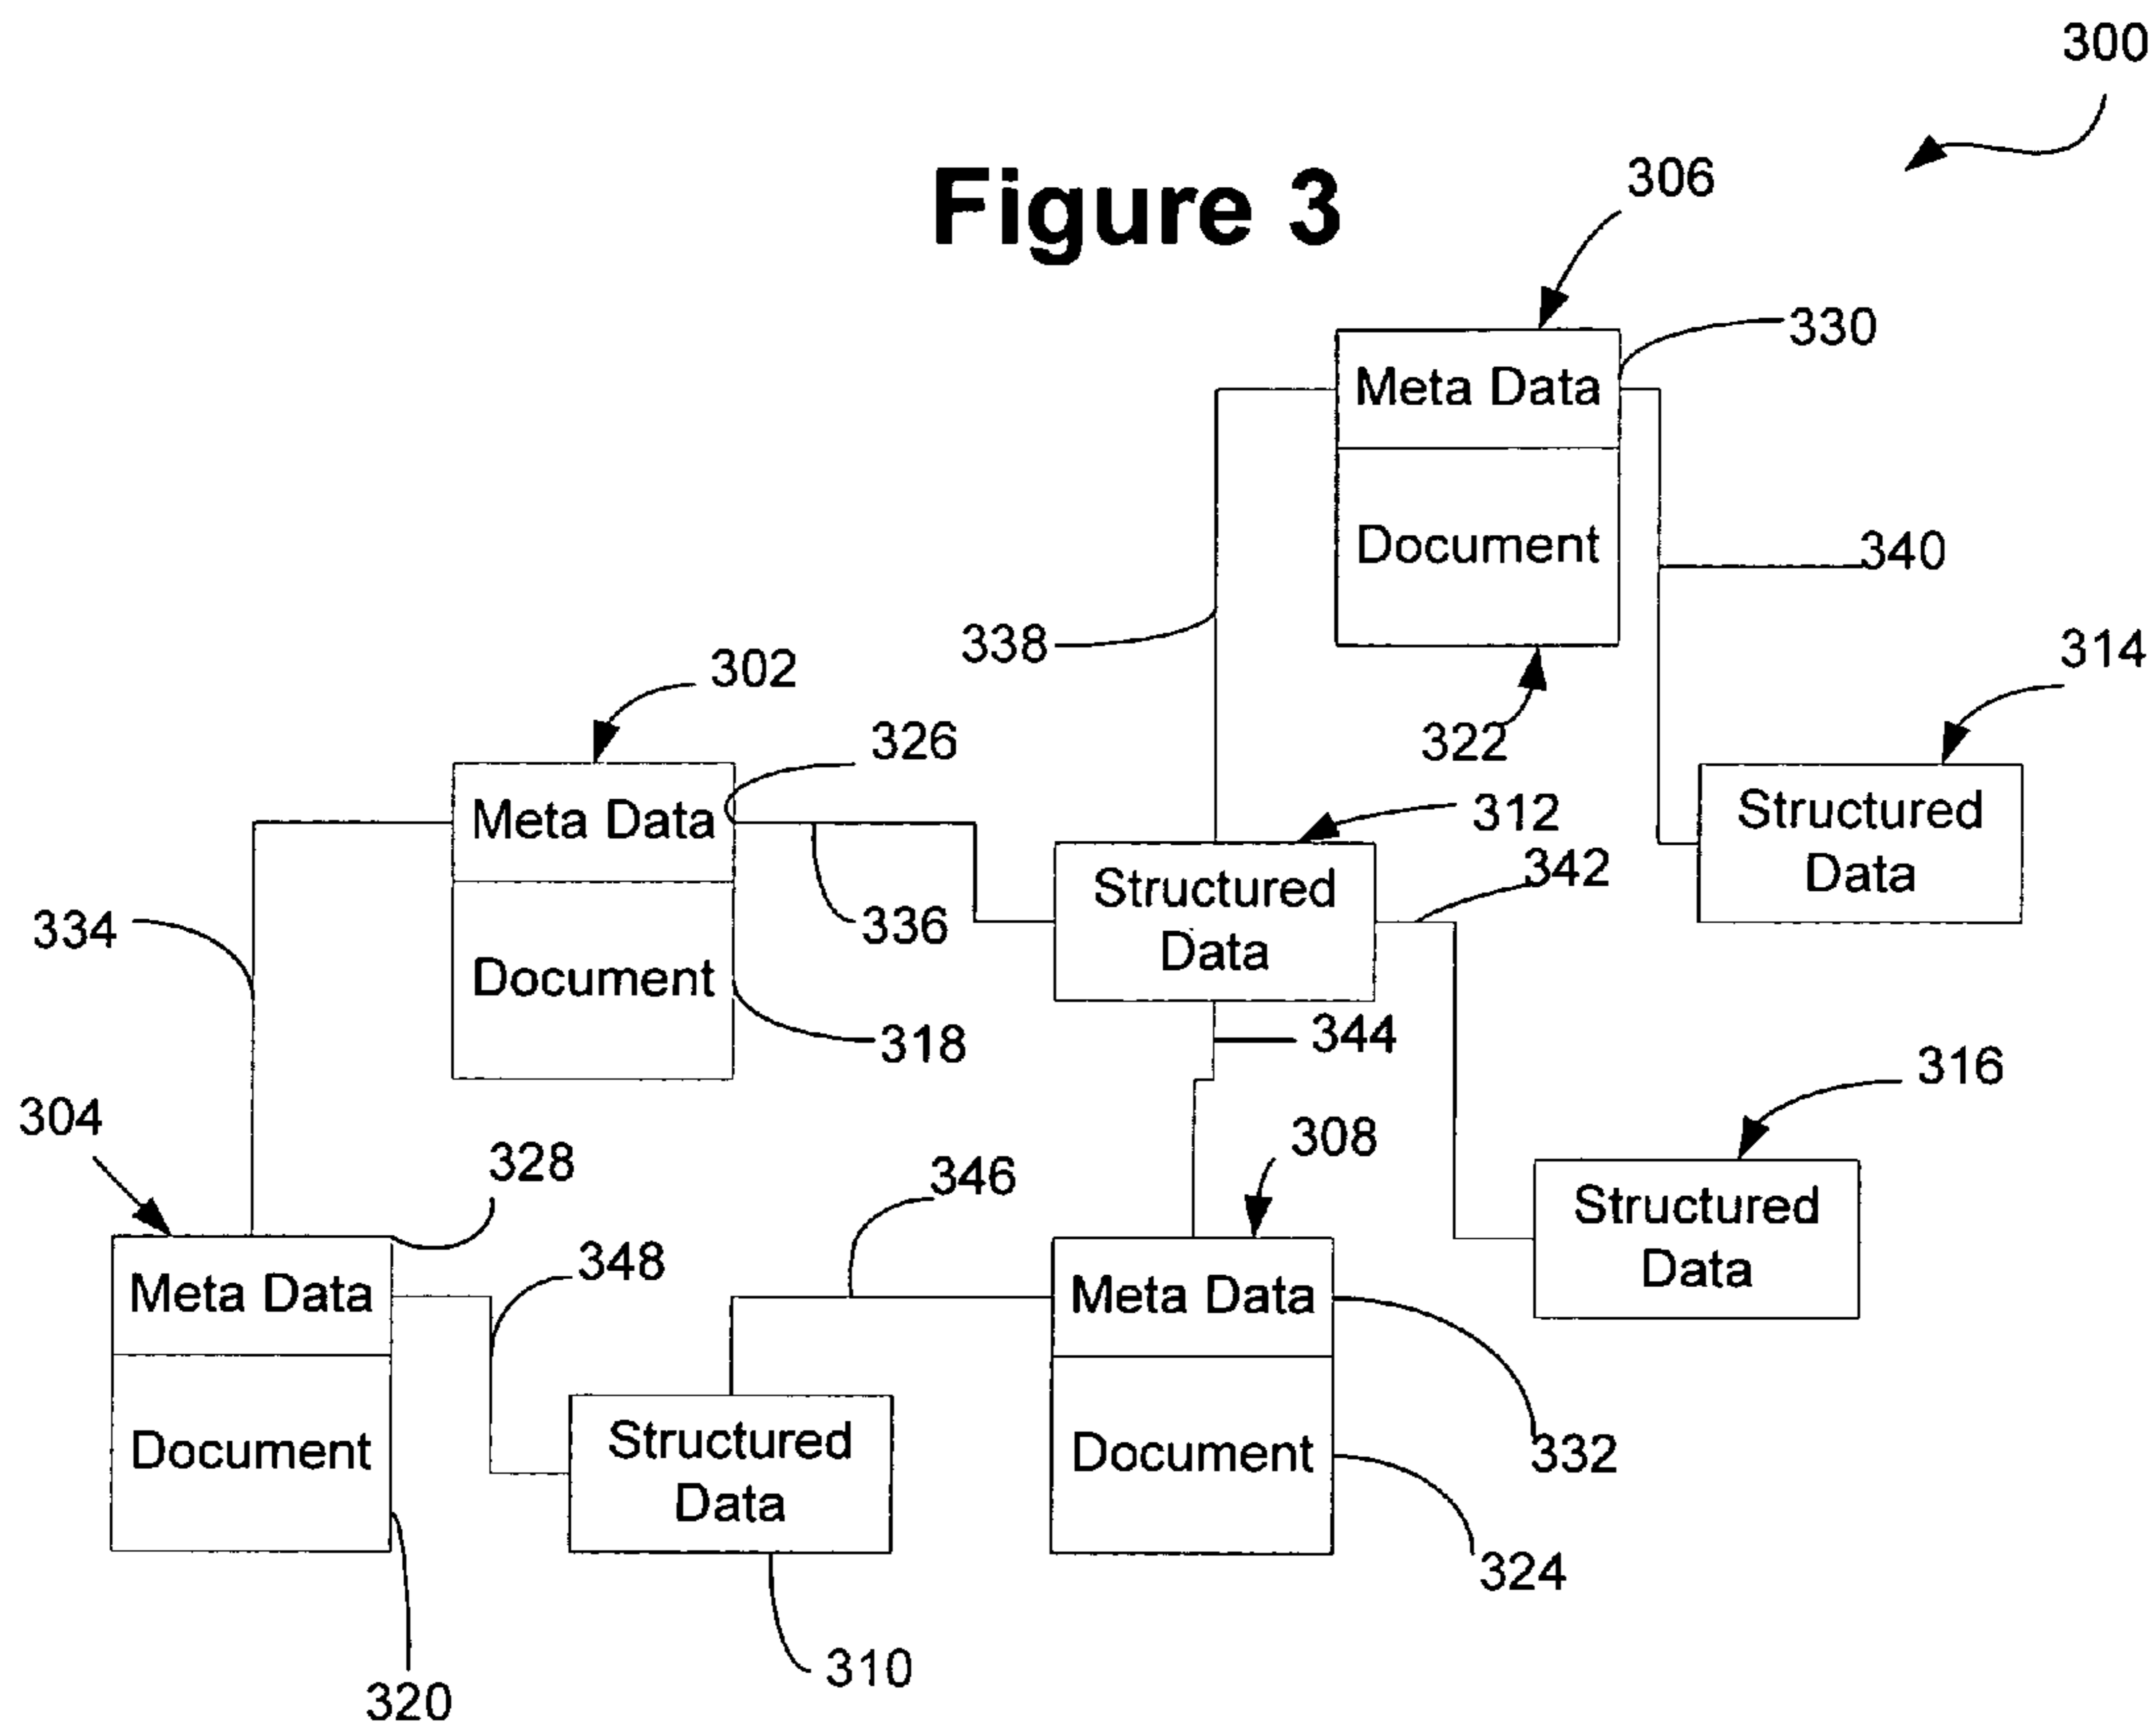 300
Figure 3
306
330
Meta Data
Document
340
338
314
302
322
326
Structured
Data
312
Meta Data
342
Structured
Data
336
334
Document
318
344
316
304
308
328
346
Structured
Data
348
Meta Data
Meta Data
Structured
Data
Document
Document
332
324
310
320